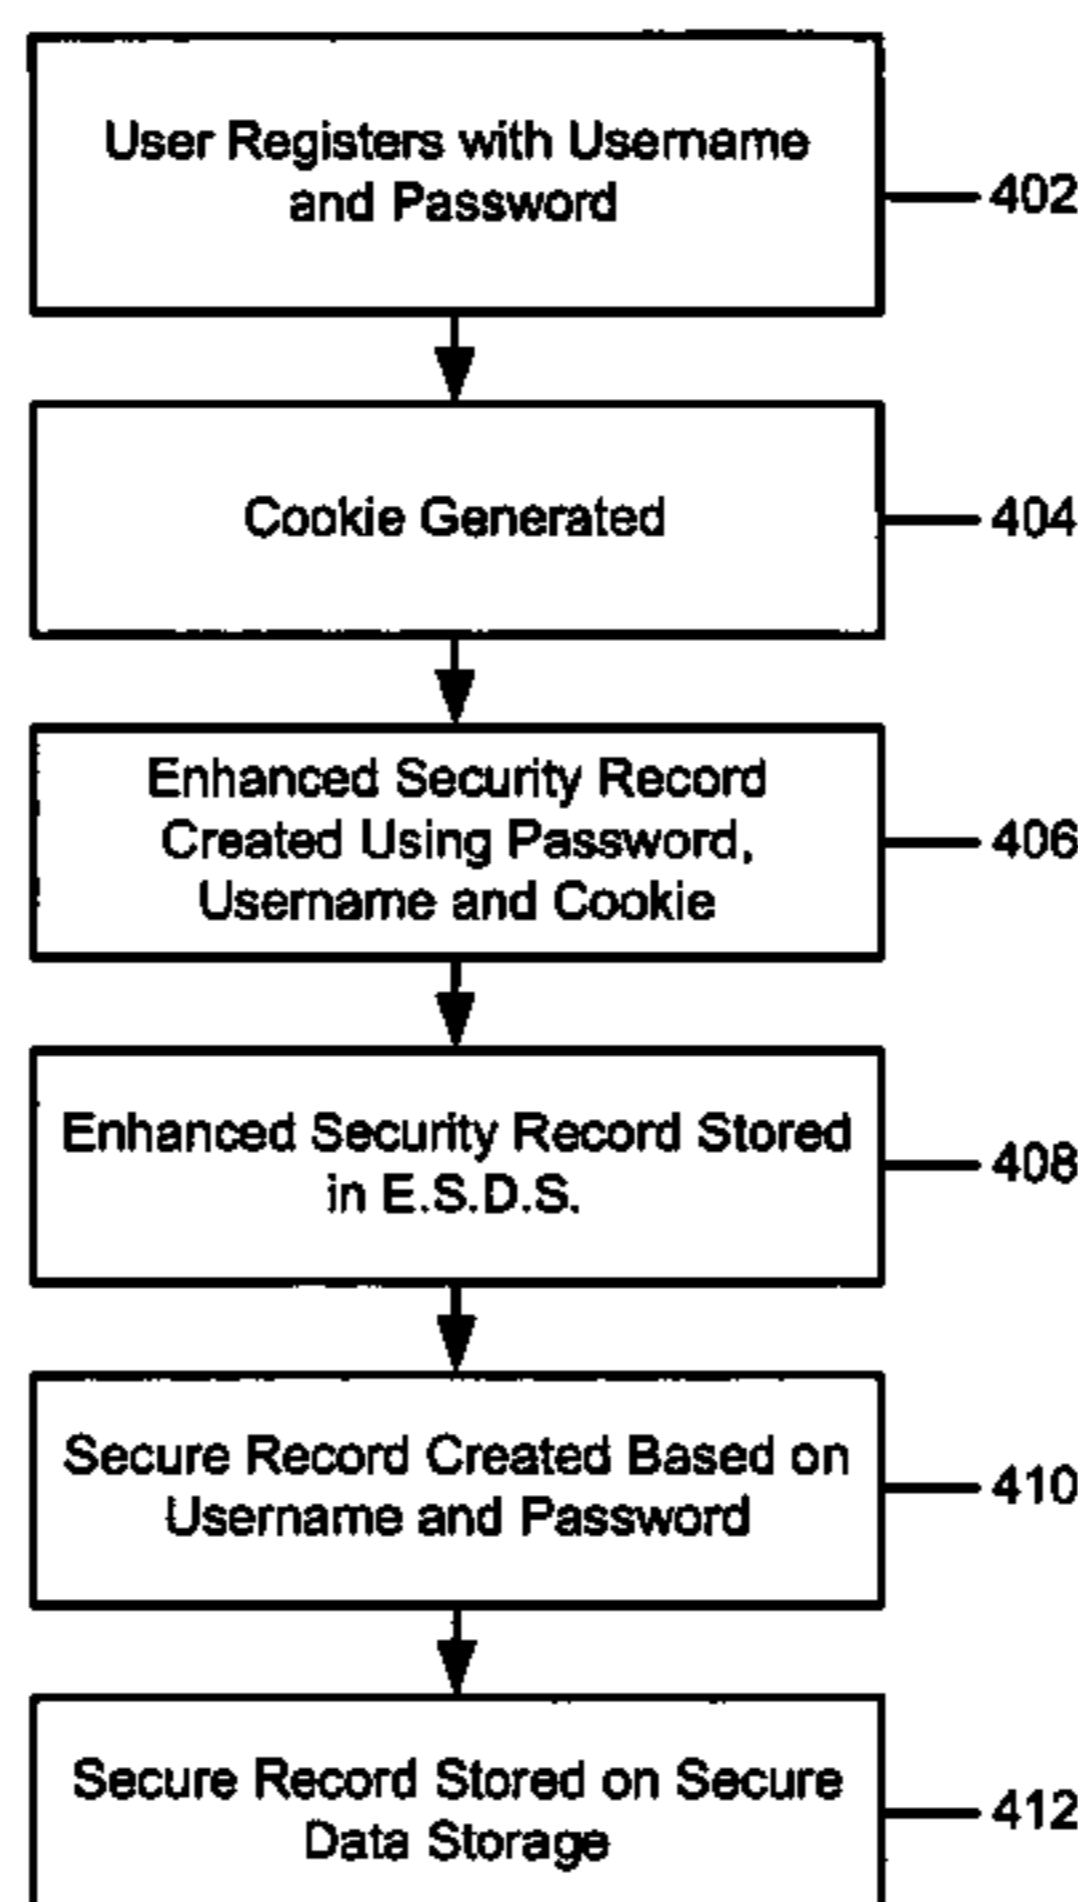 User Registers with Username
and Password
402
Cookie Generated
404
Enhanced Security Record
Created Using Password,
Username and Cookie
406
Enhanced Security Record Stored
in E.S.D.S.
408
Secure Record Created Based on
Username and Password
410
Secure Record Stored on Secure
Data Storage
412